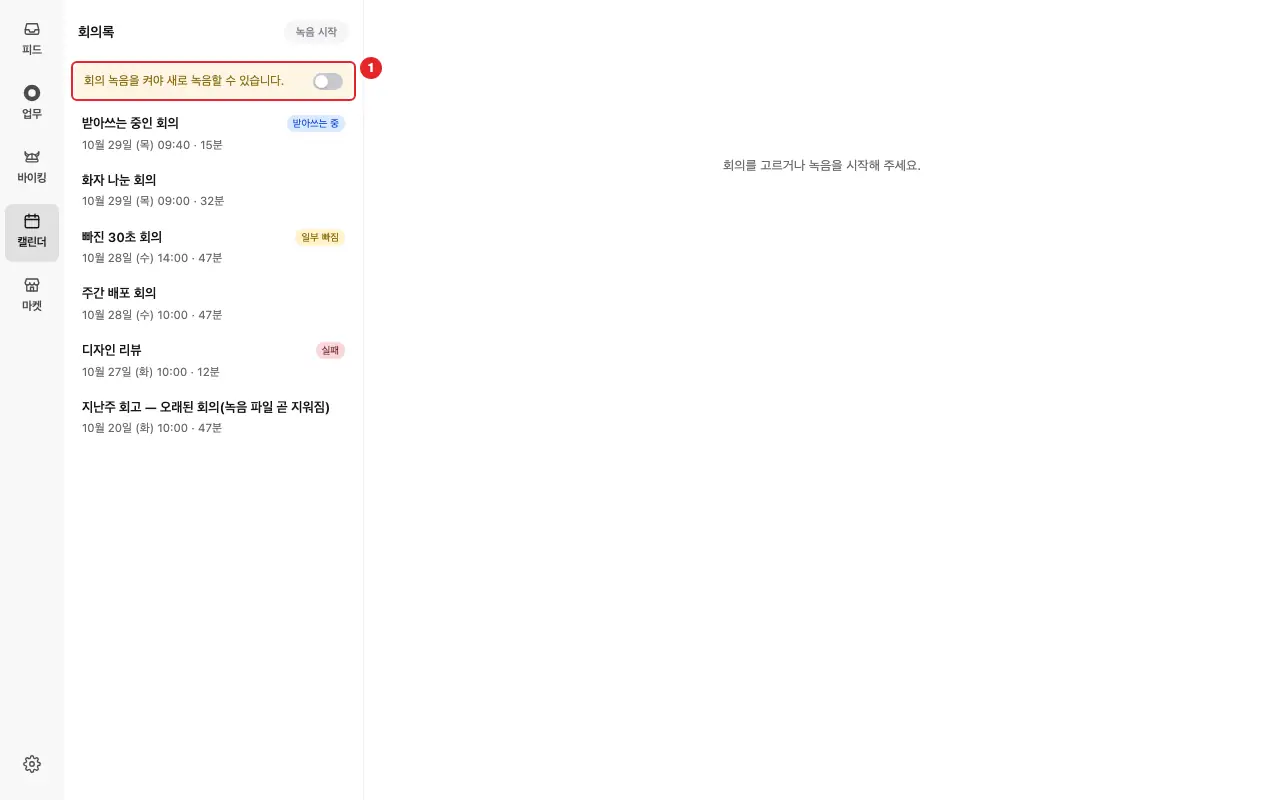 피드
업무
바이킹
캘린더
마켓
회의록
녹음 시작
회의 녹음을 켜야 새로 녹음할 수 있습니다.
1
받아쓰는 중인 회의
받아쓰는 중
10월 29일 (목) 09:40 · 15분
화자 나눈 회의
10월 29일 (목) 09:00 · 32분
빠진 30초 회의
일부 빠짐
10월 28일 (수) 14:00 · 47분
주간 배포 회의
10월 28일 (수) 10:00 · 47분
디자인 리뷰
실패
10월 27일 (화) 10:00 · 12분
지난주 회고 — 오래된 회의(녹음 파일 곧 지워짐)
10월 20일 (화) 10:00 · 47분
회의를 고르거나 녹음을 시작해 주세요.